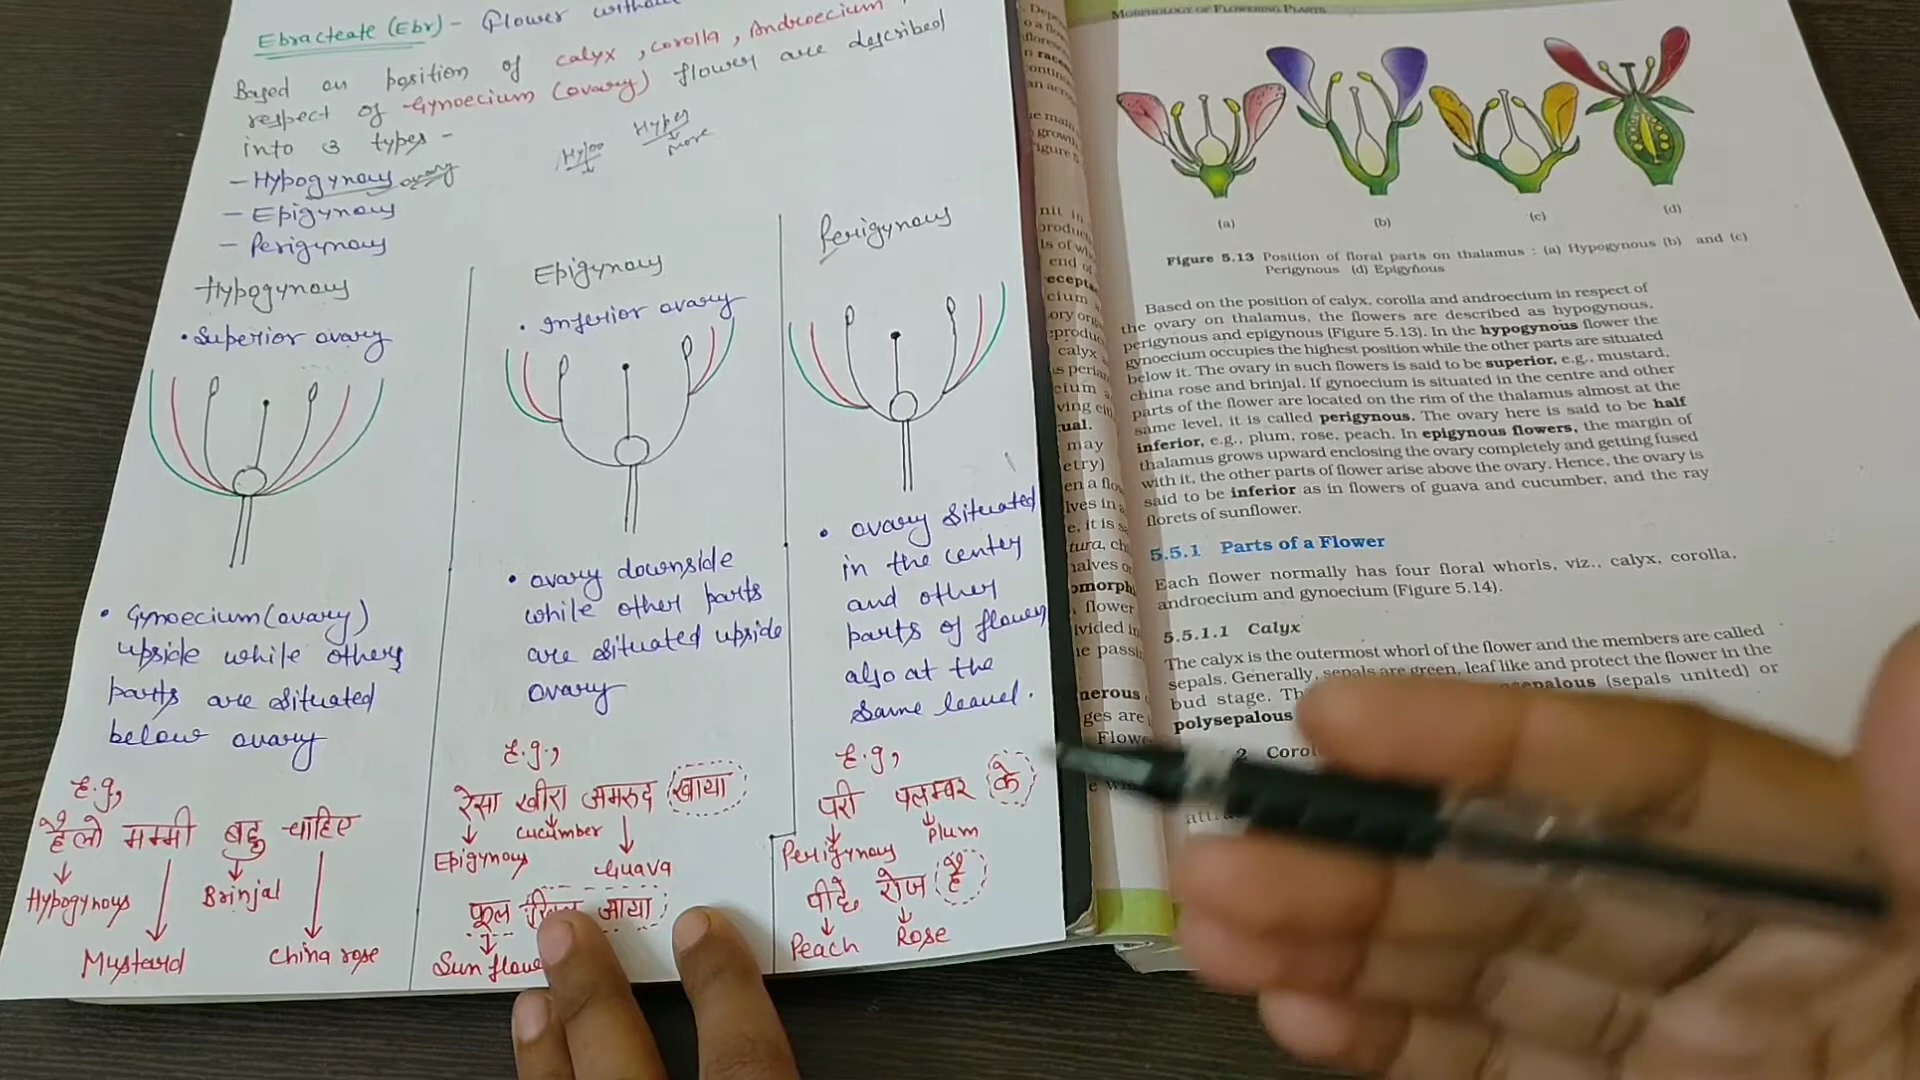 Ebracteate (Ebr) - Flower without
Based on position of calyx, corolla, Androecium
respect of Gynoecium (ovary) flower are described
into 3 types -
- Hypogynous ovary
- Epigynous
- Perigynous
Hypo
Hyper
more
Hypogynous
• Superior ovary
• Gynoecium (ovary)
upside while others
parts are situated
below ovary
E.g,
हैलो मम्मी बहु चाहिए
Hypogynous
Brinjal
Mustard
China rose
Epigynous
• Inferior ovary
• ovary downside
while other parts
are situated upside
ovary
E.g.,
रेसा खीरा अमरुद खाया
cucumber
Epigynous
Guava
फूल जाया
Perigynous
• ovary situated
in the center
and other
parts of flower
also at the
same leavel.
E.g,
परी पलम्बर के
Plum
Perigynous
रोज है
Peach Rose
MORPHOLOGY OF FLOWERING PLANTS
(a) (b) (c) (d)
Figure 5.13 Position of floral parts on thalamus : (a) Hypogynous (b) and (c)
Perigynous (d) Epigynous
Based on the position of calyx, corolla and androecium in respect of
the ovary on thalamus, the flowers are described as hypogynous,
perigynous and epigynous (Figure 5.13). In the hypogynous flower the
gynoecium occupies the highest position while the other parts are situated
below it. The ovary in such flowers is said to be superior, e.g., mustard,
china rose and brinjal. If gynoecium is situated in the centre and other
parts of the flower are located on the rim of the thalamus almost at the
same level, it is called perigynous. The ovary here is said to be half
inferior, e.g., plum, rose, peach. In epigynous flowers, the margin of
thalamus grows upward enclosing the ovary completely and getting fused
with it, the other parts of flower arise above the ovary. Hence, the ovary is
said to be inferior as in flowers of guava and cucumber, and the ray
florets of sunflower.
5.5.1 Parts of a Flower
Each flower normally has four floral whorls, viz., calyx, corolla,
androecium and gynoecium (Figure 5.14).
5.5.1.1 Calyx
The calyx is the outermost whorl of the flower and the members are called
sepals. Generally, sepals are green, leaf like and protect the flower in the
bud stage. (sepals united) or
polysepalous